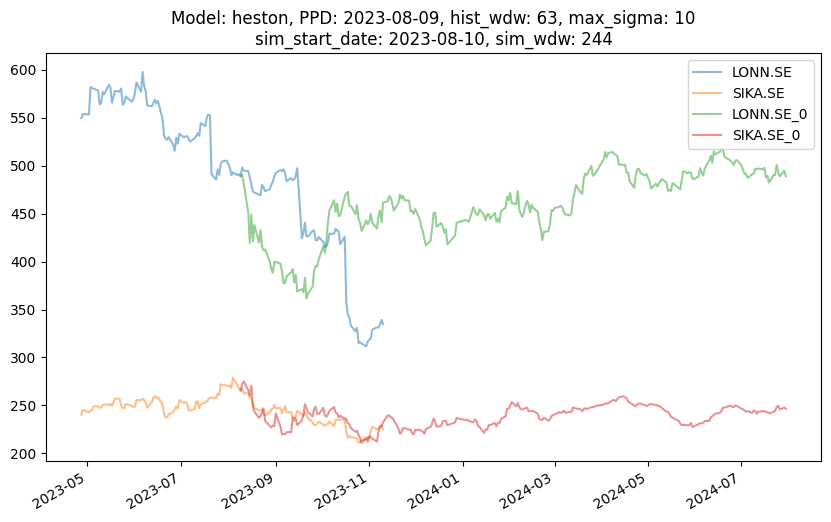 Model: heston, PPD: 2023-08-09, hist_wdw: 63, max_sigma: 10
sim_start_date: 2023-08-10, sim_wdw: 244
LONN.SE
SIKA.SE
LONN.SE_0
SIKA.SE_0
600
550
500
450
400
350
300
250
200
2023-05
2023-07
2023-09
2023-11
2024-01
2024-03
2024-05
2024-07